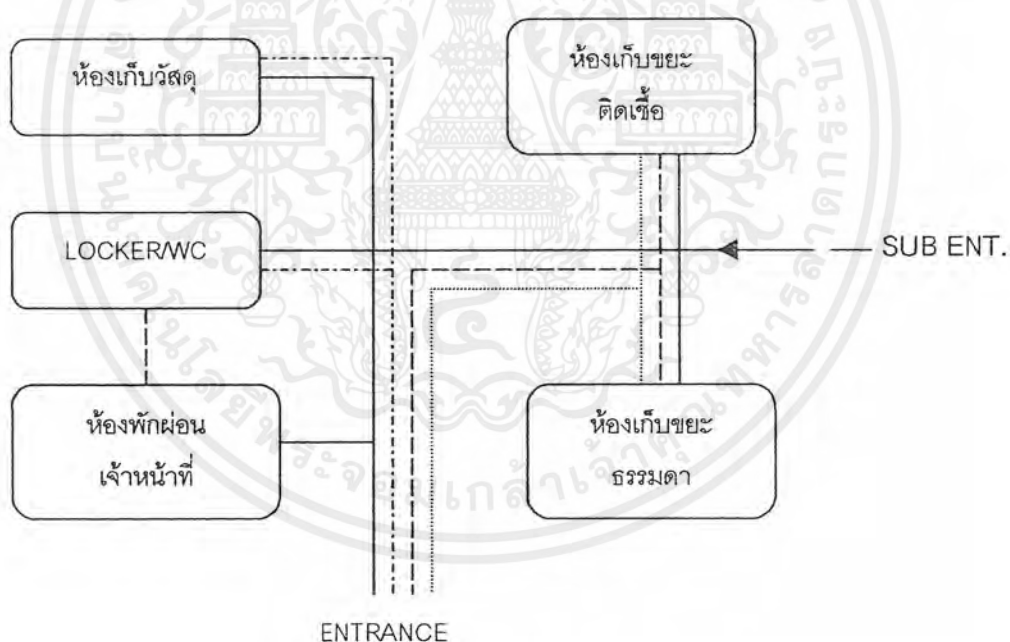 ห้องเก็บวัสดุ
ห้องเก็บขยะ
ติดเชื้อ
LOCKER/WC
SUB ENT.
ห้องพักผ่อน
เจ้าหน้าที่
ห้องเก็บขยะ
ธรรมดา
ENTRANCE